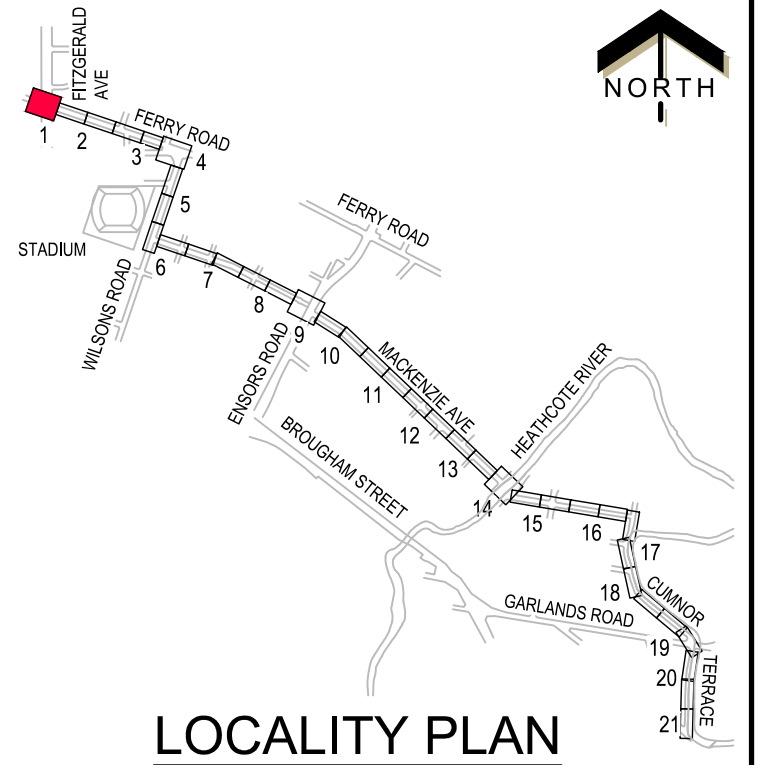 FITZGERALD
AVE
NORTH
1
2
3
FERRY ROAD
4
5
STADIUM
6
7
8
WILSONS ROAD
FERRY ROAD
9
ENSORS ROAD
10
11
MACKENZIE AVE
12
13
HEATHCOTE RIVER
BROUGHAM STREET
14
15
16
17
18
CUMNOR
GARLANDS ROAD
19
20
TERRACE
21
LOCALITY PLAN